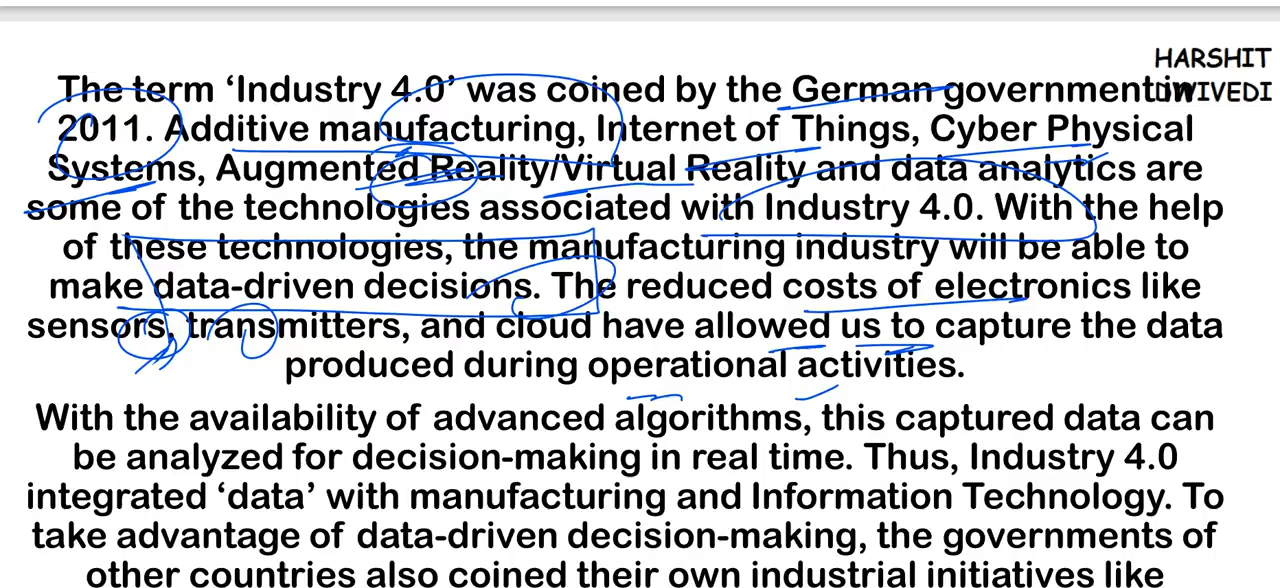 HARSHIT
DWIVEDI
The term ‘Industry 4.0’ was coined by the German government in
2011. Additive manufacturing, Internet of Things, Cyber Physical
Systems, Augmented Reality/Virtual Reality and data analytics are
some of the technologies associated with Industry 4.0. With the help
of these technologies, the manufacturing industry will be able to
make data-driven decisions. The reduced costs of electronics like
sensors, transmitters, and cloud have allowed us to capture the data
produced during operational activities.
With the availability of advanced algorithms, this captured data can
be analyzed for decision-making in real time. Thus, Industry 4.0
integrated ‘data’ with manufacturing and Information Technology. To
take advantage of data-driven decision-making, the governments of
other countries also coined their own industrial initiatives like